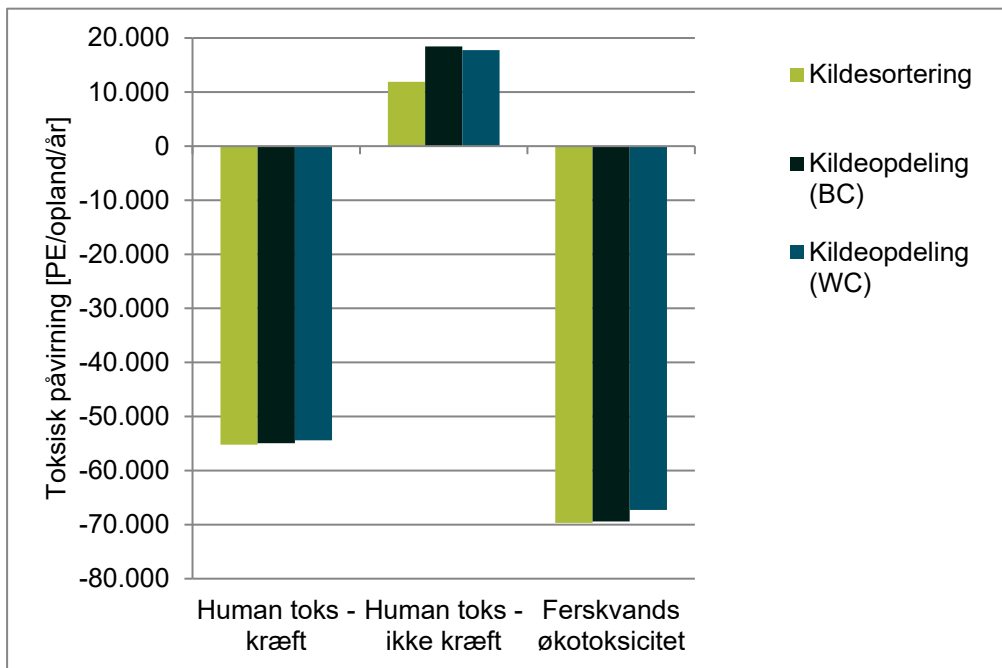 Toksisk påvirning [PE/opland/år]
20.000
10.000
0
-10.000
-20.000
-30.000
-40.000
-50.000
-60.000
-70.000
-80.000
Human toks -
kræft
Human toks -
ikke kræft
Ferskvands
økotoksicitet
Kildesortering
Kildeopdeling
(BC)
Kildeopdeling
(WC)